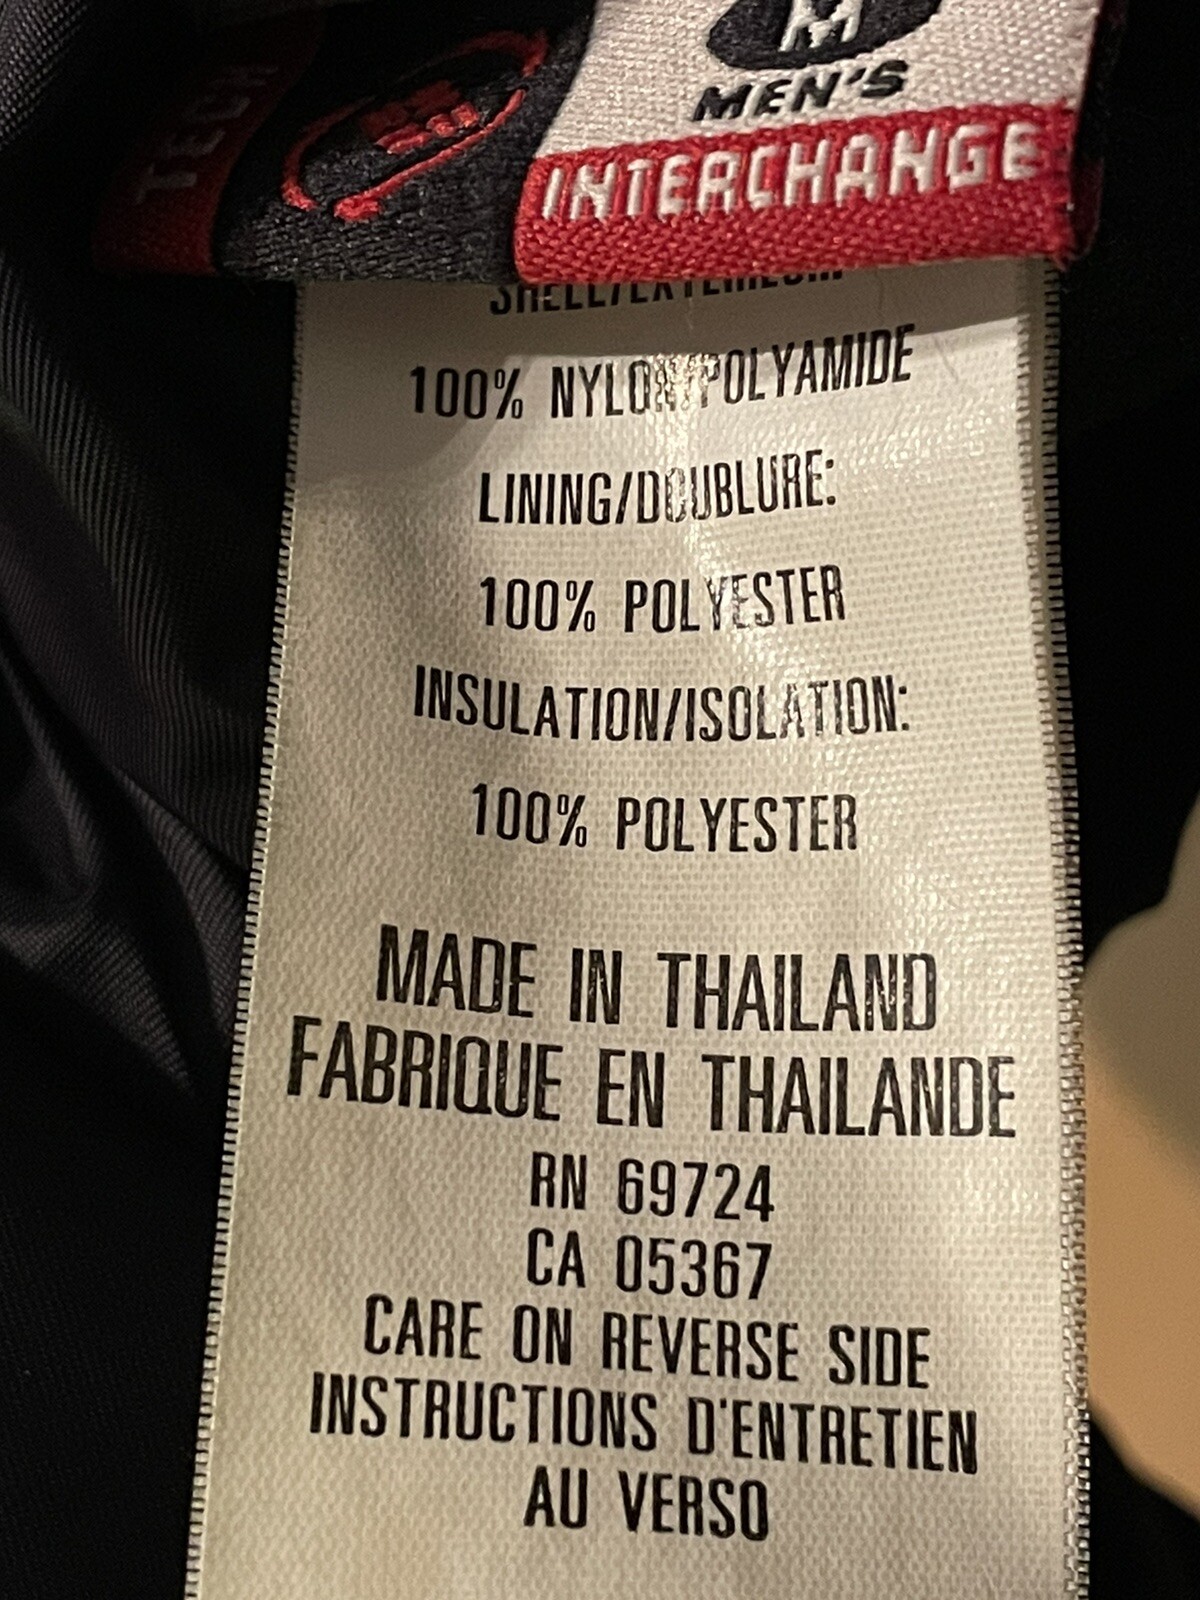 TECH
M
MEN'S
INTERCHANGE
100% NYLON/POLYAMIDE
LINING/DOUBLURE:
100% POLYESTER
INSULATION/ISOLATION:
100% POLYESTER
MADE IN THAILAND
FABRIQUE EN THAILANDE
RN 69724
CA 05367
CARE ON REVERSE SIDE
INSTRUCTIONS D'ENTRETIEN
AU VERSO